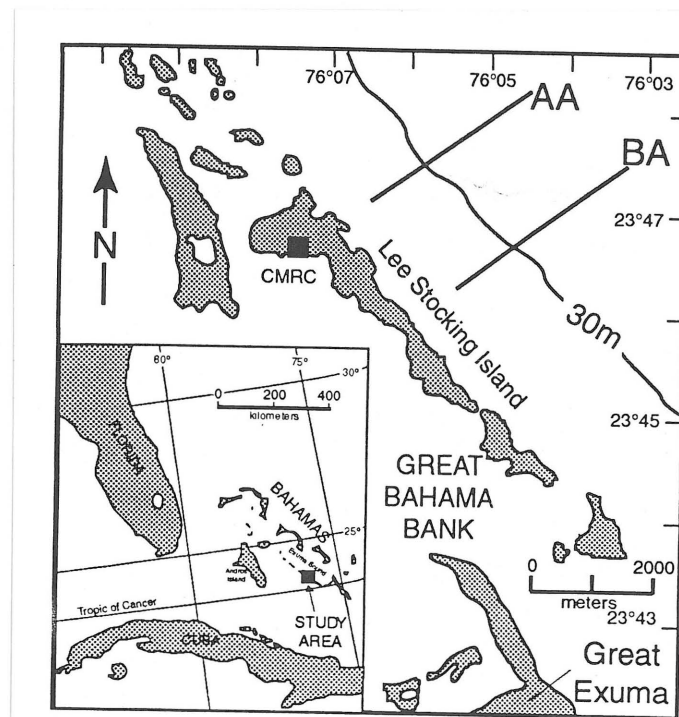 76°07
76°05
76°03
AA
BA
23°47
N
CMRC
Lee Stocking Island
30m
23°45
GREAT
BAHAMA
BANK
0
2000
meters
23°43
Great
Exuma
80°
75°
30°
0
200
400
kilometers
FLORIDA
BAHAMAS
25°
Exuma Sound
Andros
Island
Tropic of Cancer
STUDY
AREA
CUBA